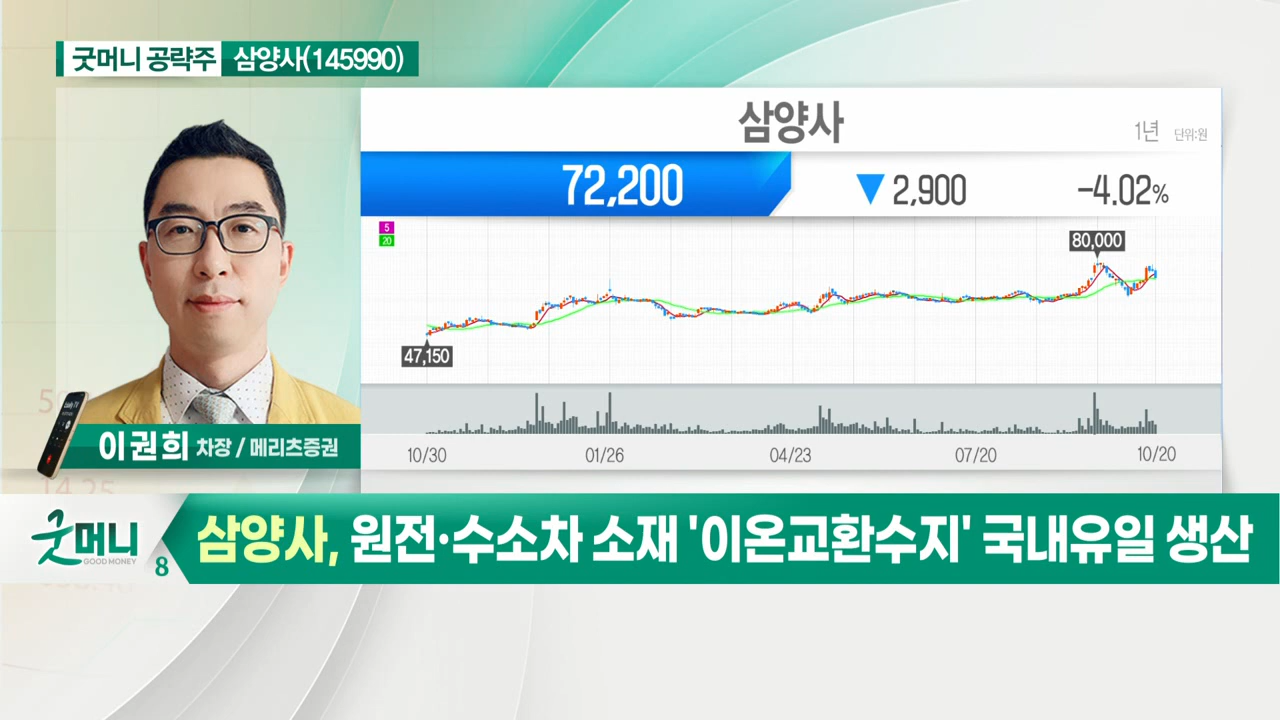 굿머니 공략주 삼양사(145990)
삼양사
1년 단위:원
72,200 ▼ 2,900 -4.02%
5
20
80,000
47,150
10/30 01/26 04/23 07/20 10/20
이권희 차장 / 메리츠증권
14.25
굿머니
GOOD MONEY
8
삼양사, 원전·수소차 소재 '이온교환수지' 국내유일 생산